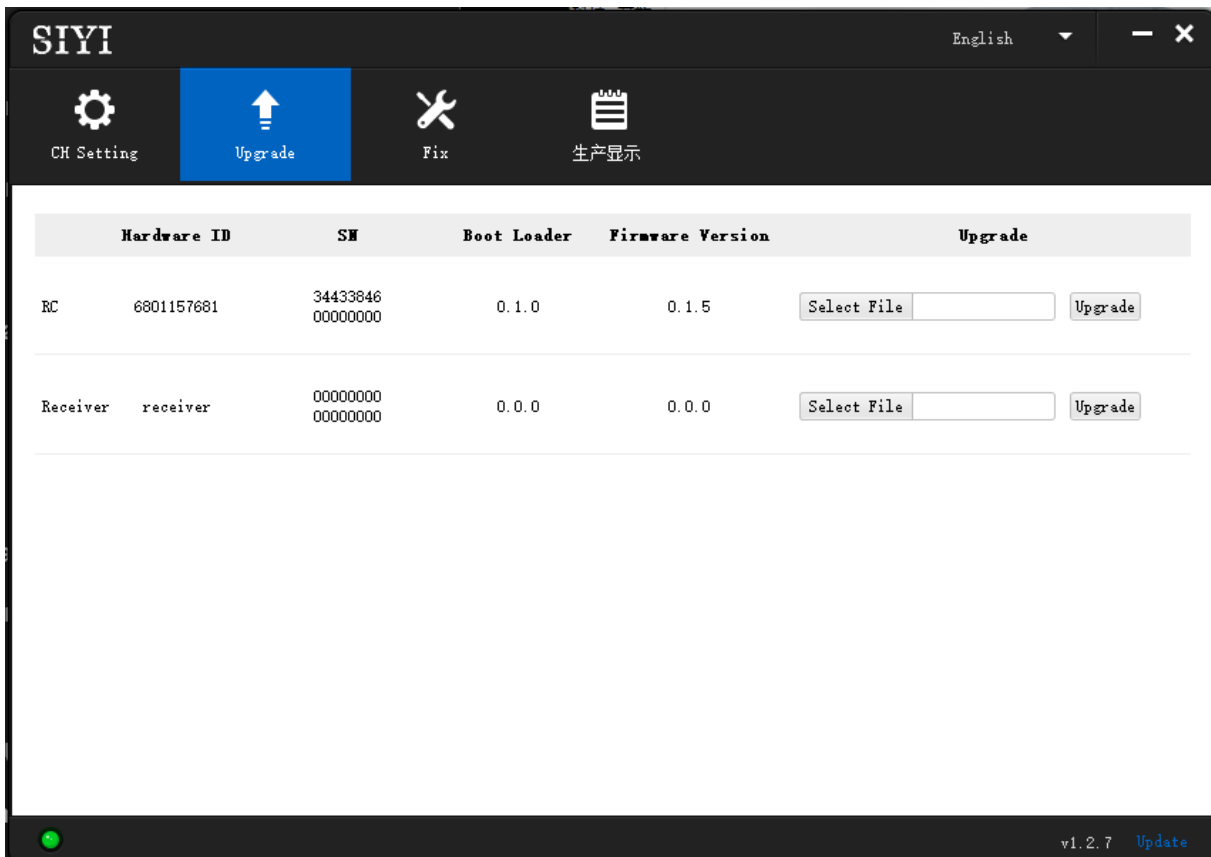 SIYI
English
CH Setting
Upgrade
Fix
生产显示
Hardware ID SN Boot Loader Firmware Version Upgrade
RC 6801157681 34433846 00000000 0.1.0 0.1.5 Select File Upgrade
Receiver receiver 00000000 00000000 0.0.0 0.0.0 Select File Upgrade
v1.2.7 Update